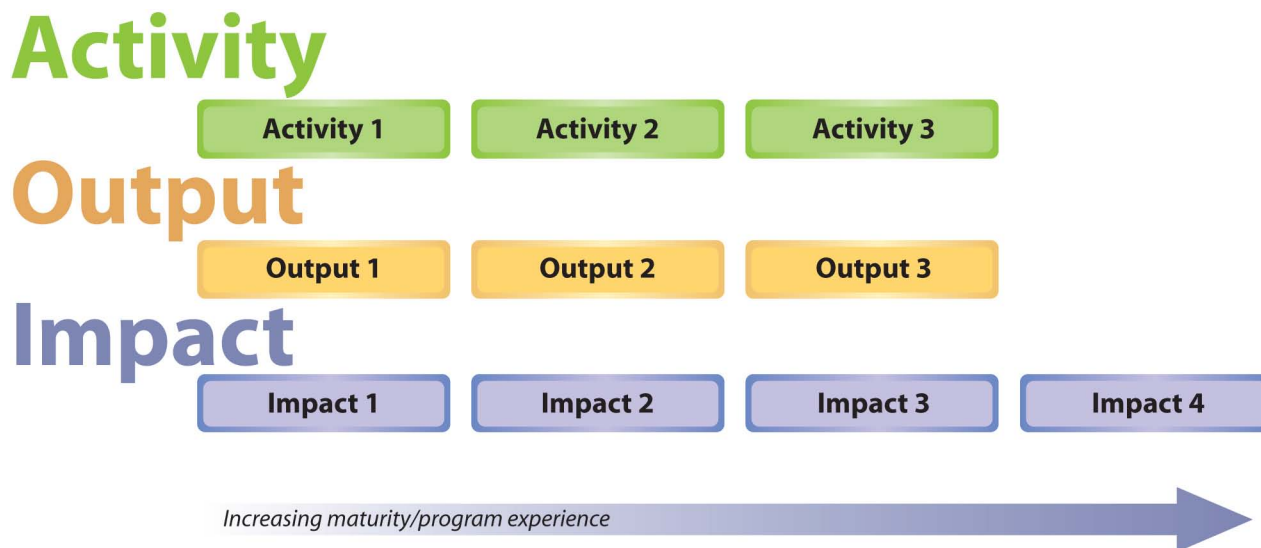 Activity
Activity 1 Activity 2 Activity 3
Output
Output 1 Output 2 Output 3
Impact
Impact 1 Impact 2 Impact 3 Impact 4
Increasing maturity/program experience